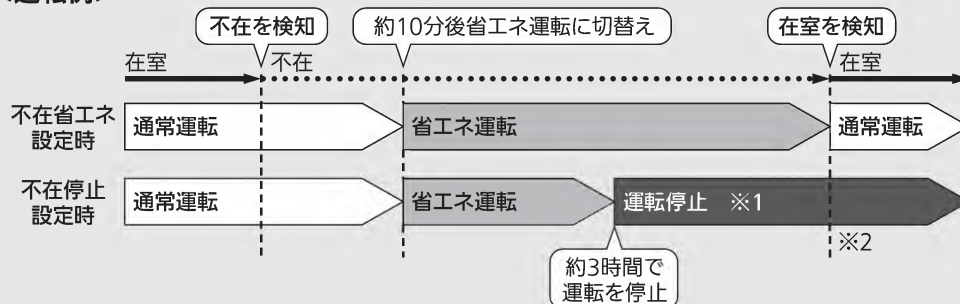 不在を検知
約10分後省エネ運転に切替え
在室を検知
在室
不在
在室
不在省エネ
設定時
通常運転
省エネ運転
通常運転
不在停止
設定時
通常運転
省エネ運転
運転停止 ※1
※2
約3時間で
運転を停止